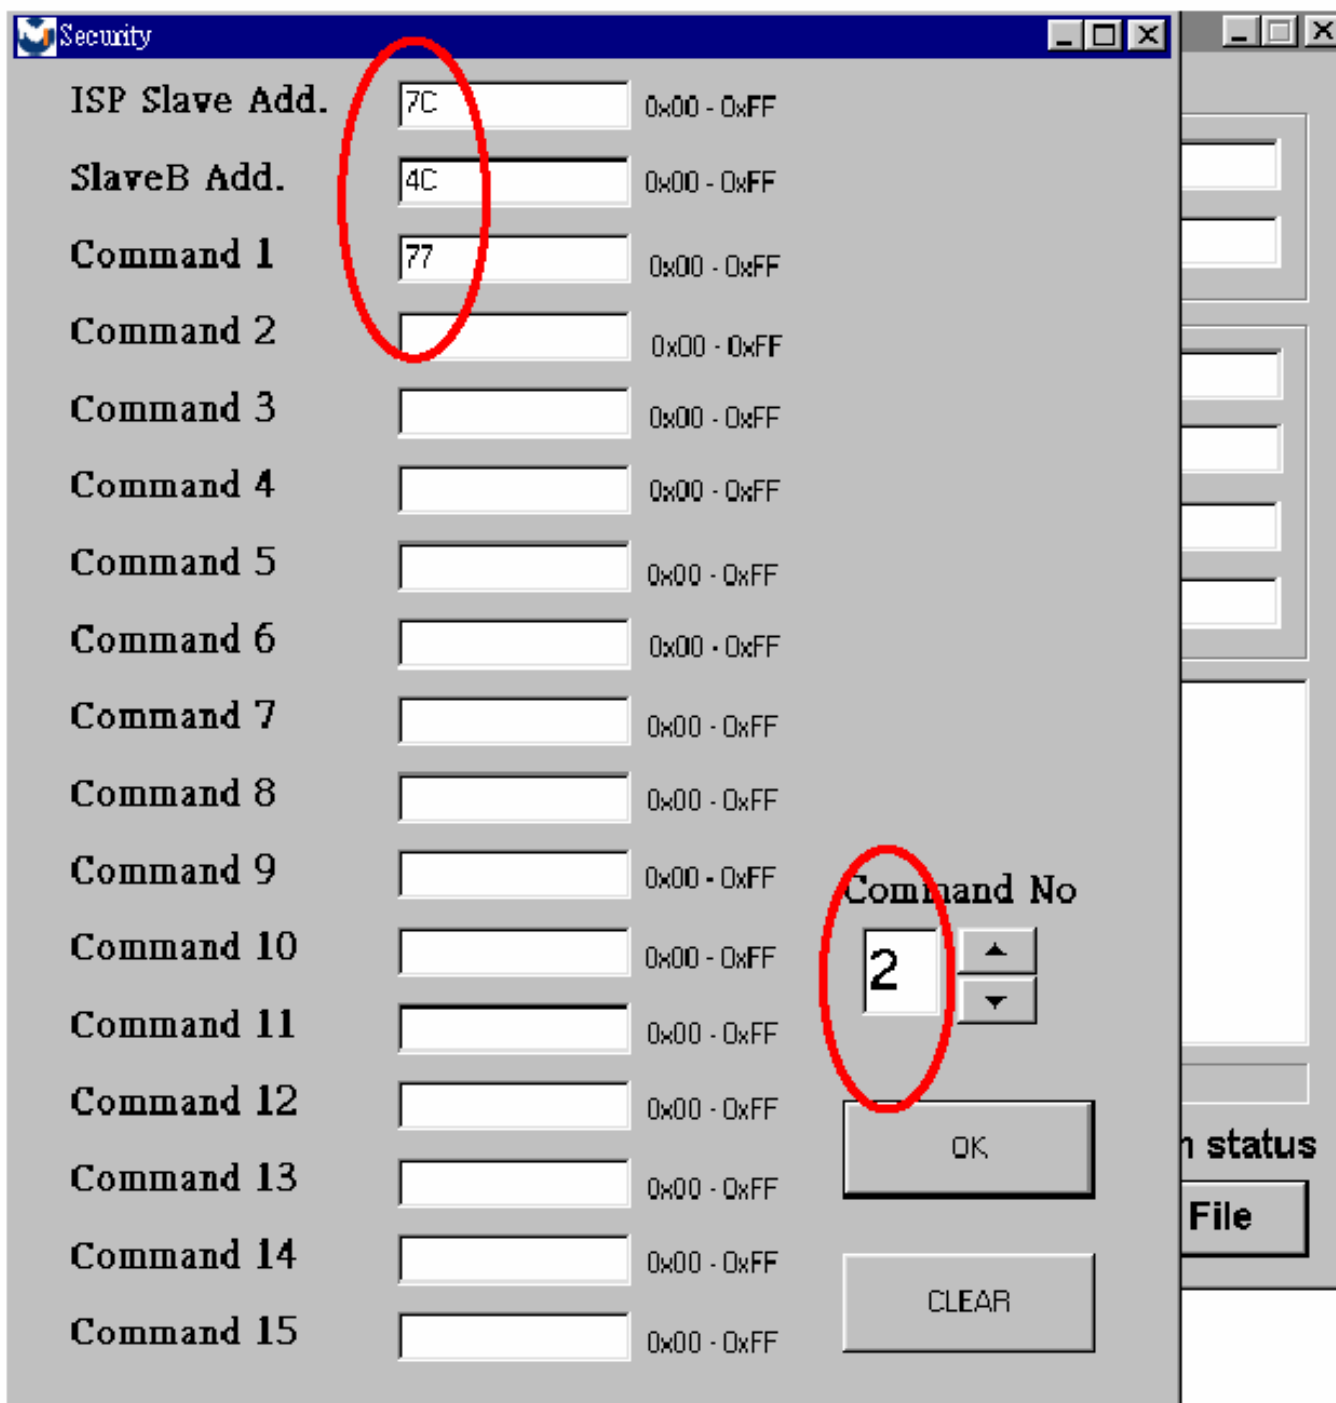 Security
ISP Slave Add. 7C 0x00 - 0xFF
SlaveB Add. 4C 0x00 - 0xFF
Command 1 77 0x00 - 0xFF
Command 2 0x00 - 0xFF
Command 3 0x00 - 0xFF
Command 4 0x00 - 0xFF
Command 5 0x00 - 0xFF
Command 6 0x00 - 0xFF
Command 7 0x00 - 0xFF
Command 8 0x00 - 0xFF
Command 9 0x00 - 0xFF
Command No
Command 10 0x00 - 0xFF
2
Command 11 0x00 - 0xFF
Command 12 0x00 - 0xFF
OK
status
Command 13 0x00 - 0xFF
File
Command 14 0x00 - 0xFF
CLEAR
Command 15 0x00 - 0xFF